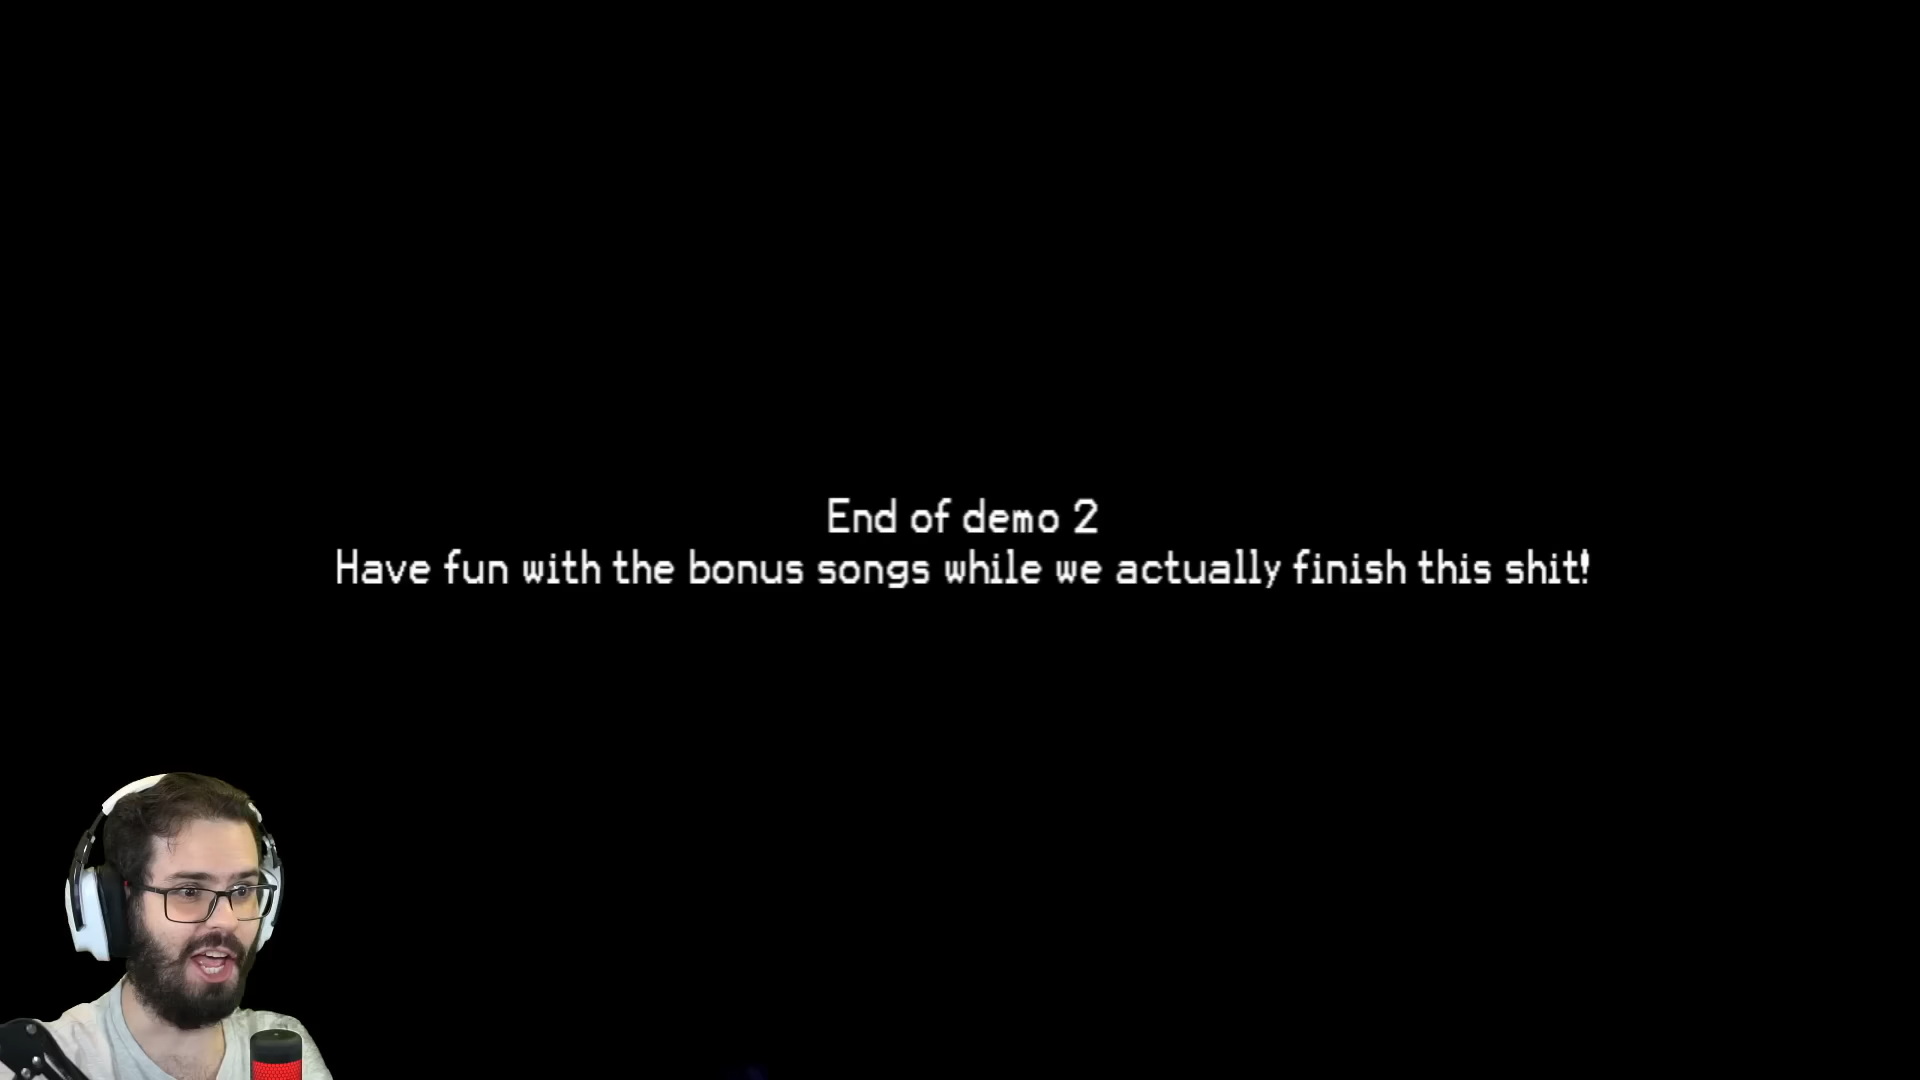 End of demo 2
Have fun with the bonus songs while we actually finish this shit!